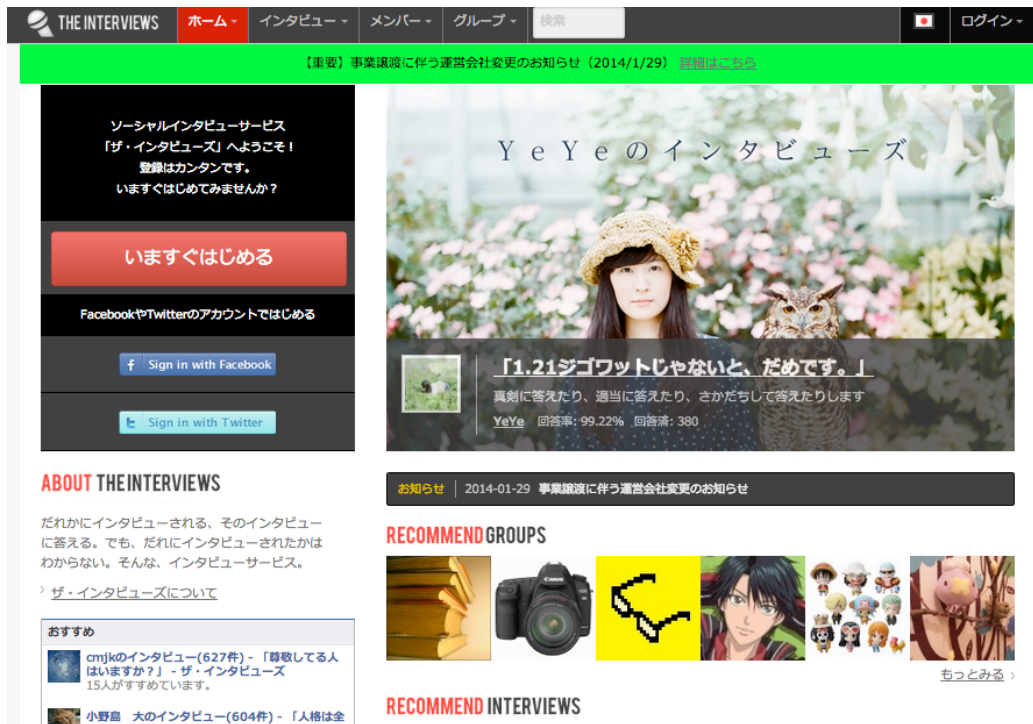 THE INTERVIEWS
ホーム
インタビュー
メンバー
グループ
検索
ログイン
【重要】事業譲渡に伴う運営会社変更のお知らせ（2014/1/29） 詳細はこちら
ソーシャルインタビューサービス
「ザ・インタビューズ」へようこそ！
登録はカンタンです。
いますぐはじめてみませんか？
いますぐはじめる
FacebookやTwitterのアカウントではじめる
f Sign in with Facebook
t Sign in with Twitter
ABOUT THE INTERVIEWS
だれかにインタビューされる、そのインタビュー
に答える。でも、だれにインタビューされたかは
わからない。そんな、インタビューサービス。
ザ・インタビューズについて
おすすめ
cmjkのインタビュー(627件) - 「尊敬してる人
はいますか？」 - ザ・インタビューズ
15人がすすめています。
小野島 大のインタビュー(604件) - 「人格は全
YeYeのインタビューズ
「1.21ジゴワットじゃないと、だめです。」
真剣に答えたり、適当に答えたり、さかだちして答えたりします
YeYe 回答率: 99.22% 回答済: 380
お知らせ 2014-01-29 事業譲渡に伴う運営会社変更のお知らせ
RECOMMEND GROUPS
Canon
もっとみる
RECOMMEND INTERVIEWS